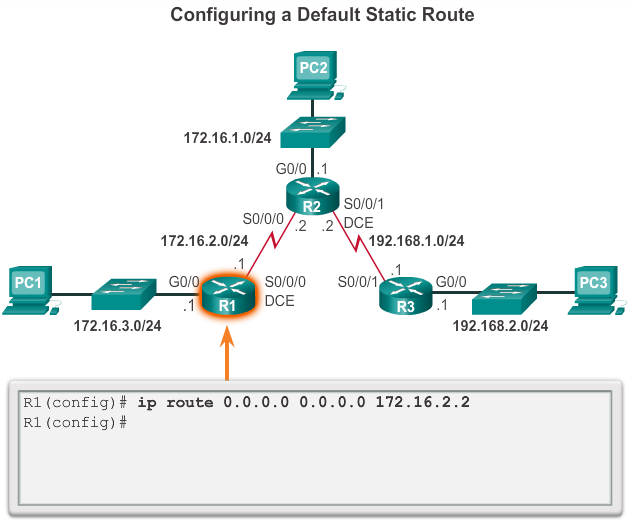 Configuring a Default Static Route
PC2
172.16.1.0/24
G0/0 .1
R2
S0/0/0 .2 .2 S0/0/1
DCE
172.16.2.0/24
192.168.1.0/24
.1 S0/0/0
DCE
S0/0/1 .1
PC1
G0/0
.1
R1
172.16.3.0/24
R3
G0/0
.1
PC3
192.168.2.0/24
R1(config)# ip route 0.0.0.0 0.0.0.0 172.16.2.2
R1(config)#